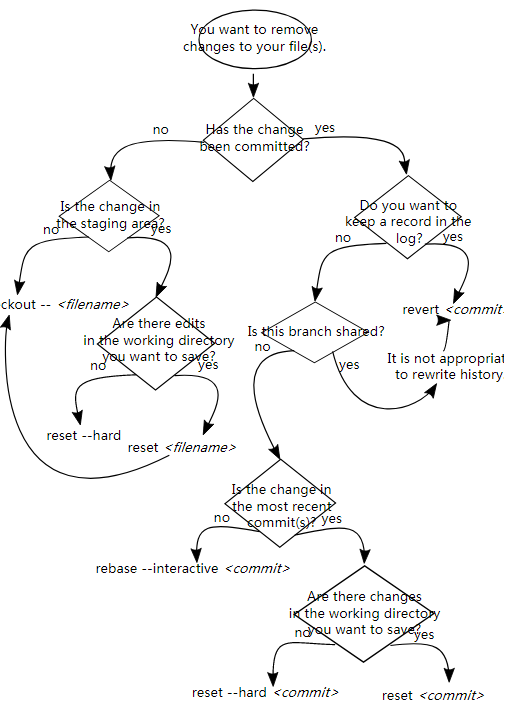 You want to remove
changes to your file(s).
Has the change
been committed?
no
yes
Is the change in
the staging area?
no
yes
Do you want to
keep a record in the
log?
no
yes
ckout -- <filename>
Are there edits
in the working directory
you want to save?
no
yes
Is this branch shared?
no
yes
revert <commit
It is not appropriat
to rewrite history
reset --hard
reset <filename>
Is the change in
the most recent
commit(s)?
no
yes
rebase --interactive <commit>
Are there changes
in the working directory
you want to save?
no
yes
reset --hard <commit>
reset <commit>